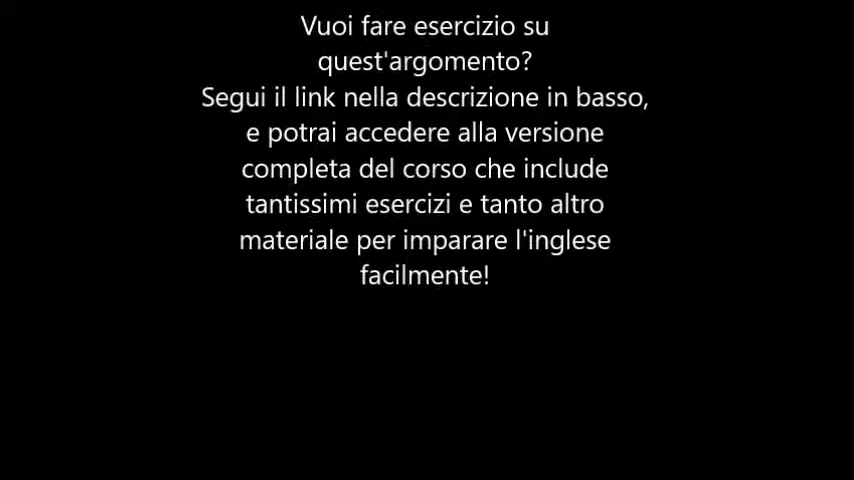 Vuoi fare esercizio su
quest'argomento?
Segui il link nella descrizione in basso,
e potrai accedere alla versione
completa del corso che include
tantissimi esercizi e tanto altro
materiale per imparare l'inglese
facilmente!